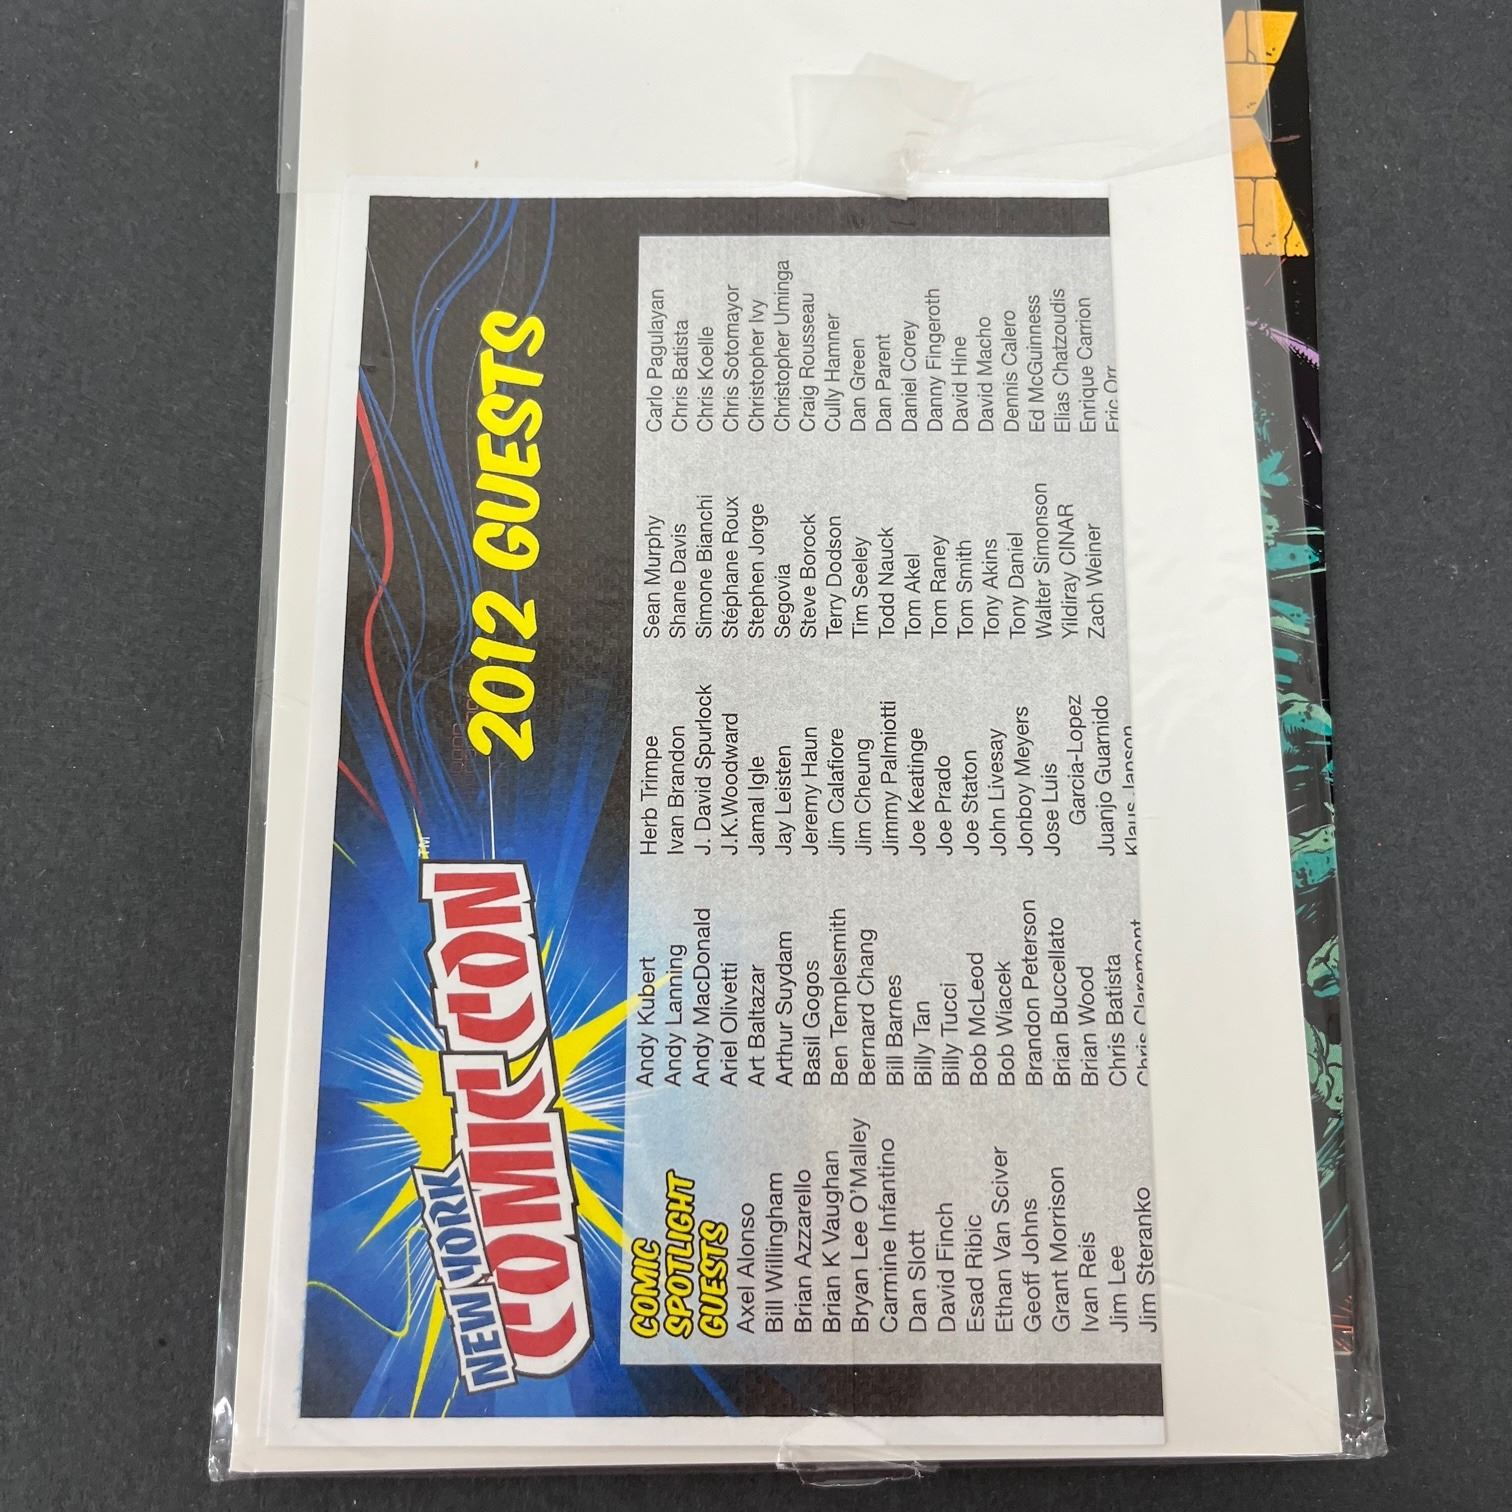 NEW YORK
COMIC CON
TM
2012 GUESTS
COMIC
SPOTLIGHT
GUESTS
Axel Alonso
Bill Willingham
Brian Azzarello
Brian K Vaughan
Bryan Lee O'Malley
Carmine Infantino
Dan Slott
David Finch
Esad Ribic
Ethan Van Sciver
Geoff Johns
Grant Morrison
Ivan Reis
Jim Lee
Jim Steranko
Andy Kubert
Andy Lanning
Andy MacDonald
Ariel Olivetti
Art Baltazar
Arthur Suydam
Basil Gogos
Ben Templesmith
Bernard Chang
Bill Barnes
Billy Tan
Billy Tucci
Bob McLeod
Bob Wiacek
Brandon Peterson
Brian Buccellato
Brian Wood
Chris Batista
Chris Claremont
Herb Trimpe
Ivan Brandon
J. David Spurlock
J.K.Woodward
Jamal Igle
Jay Leisten
Jeremy Haun
Jim Calafiore
Jim Cheung
Jimmy Palmiotti
Joe Keatinge
Joe Prado
Joe Staton
John Livesay
Jonboy Meyers
Jose Luis
Garcia-Lopez
Juanjo Guarnido
Klaus Janson
Sean Murphy
Shane Davis
Simone Bianchi
Stéphane Roux
Stephen Jorge
Segovia
Steve Borock
Terry Dodson
Tim Seeley
Todd Nauck
Tom Akel
Tom Raney
Tom Smith
Tony Akins
Tony Daniel
Walter Simonson
Yildiray CINAR
Zach Weiner
Carlo Pagulayan
Chris Batista
Chris Koelle
Chris Sotomayor
Christopher Ivy
Christopher Uminga
Craig Rousseau
Cully Hamner
Dan Green
Dan Parent
Daniel Corey
Danny Fingeroth
David Hine
David Macho
Dennis Calero
Ed McGuinness
Elias Chatzoudis
Enrique Carrion
Eric Orr